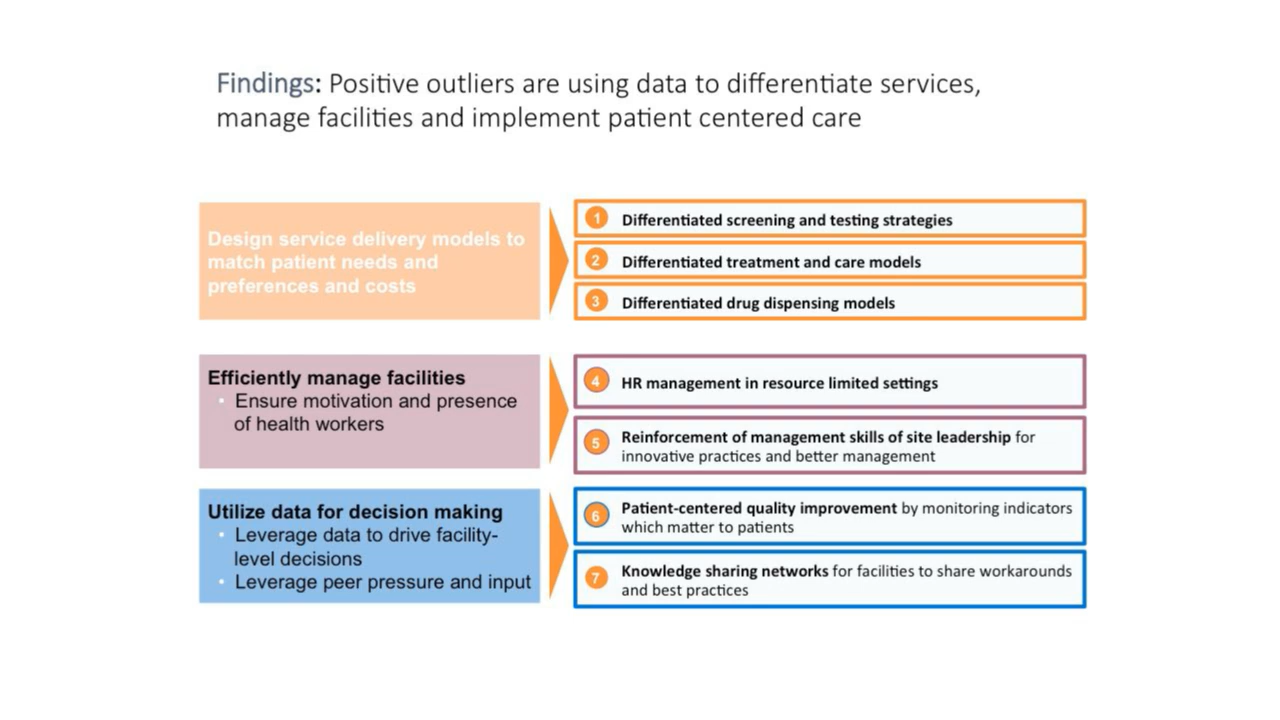 Findings: Positive outliers are using data to differentiate services,
manage facilities and implement patient centered care
Design service delivery models to
match patient needs and
preferences and costs
1 Differentiated screening and testing strategies
2 Differentiated treatment and care models
3 Differentiated drug dispensing models
Efficiently manage facilities
• Ensure motivation and presence
of health workers
4 HR management in resource limited settings
5 Reinforcement of management skills of site leadership for
innovative practices and better management
Utilize data for decision making
• Leverage data to drive facility-
level decisions
• Leverage peer pressure and input
6 Patient-centered quality improvement by monitoring indicators
which matter to patients
7 Knowledge sharing networks for facilities to share workarounds
and best practices